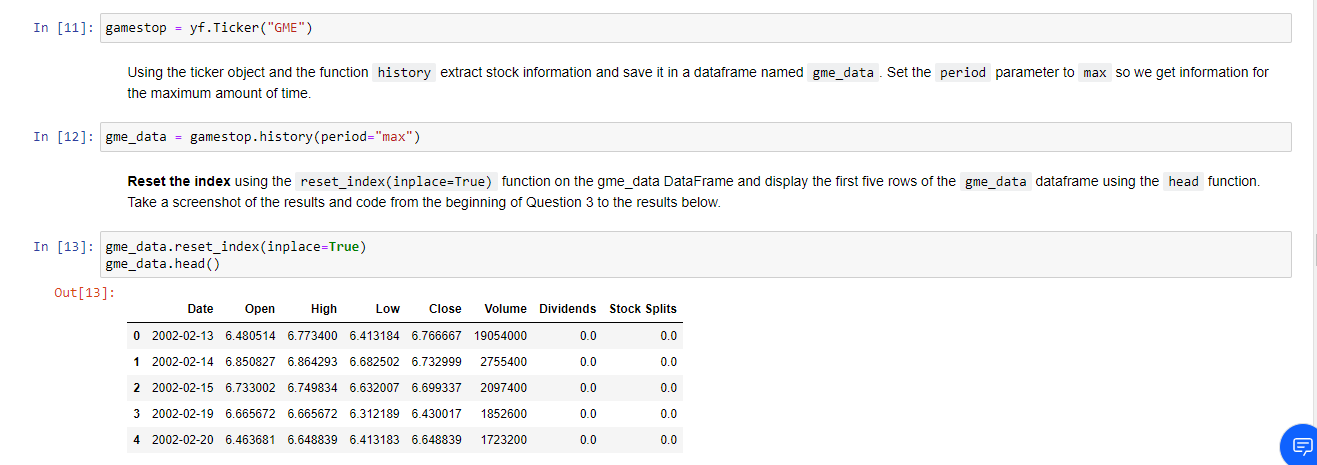 In [11]: gamestop = yf.Ticker("GME")
Using the ticker object and the function history extract stock information and save it in a dataframe named gme_data . Set the period parameter to max so we get information for
the maximum amount of time.
In [12]: gme_data = gamestop.history(period="max")
Reset the index using the reset_index(inplace=True) function on the gme_data DataFrame and display the first five rows of the gme_data dataframe using the head function.
Take a screenshot of the results and code from the beginning of Question 3 to the results below.
In [13]: gme_data.reset_index(inplace=True)
gme_data.head()
Out[13]:
Date Open High Low Close Volume Dividends Stock Splits
0 2002-02-13 6.480514 6.773400 6.413184 6.766667 19054000 0.0 0.0
1 2002-02-14 6.850827 6.864293 6.682502 6.732999 2755400 0.0 0.0
2 2002-02-15 6.733002 6.749834 6.632007 6.699337 2097400 0.0 0.0
3 2002-02-19 6.665672 6.665672 6.312189 6.430017 1852600 0.0 0.0
4 2002-02-20 6.463681 6.648839 6.413183 6.648839 1723200 0.0 0.0